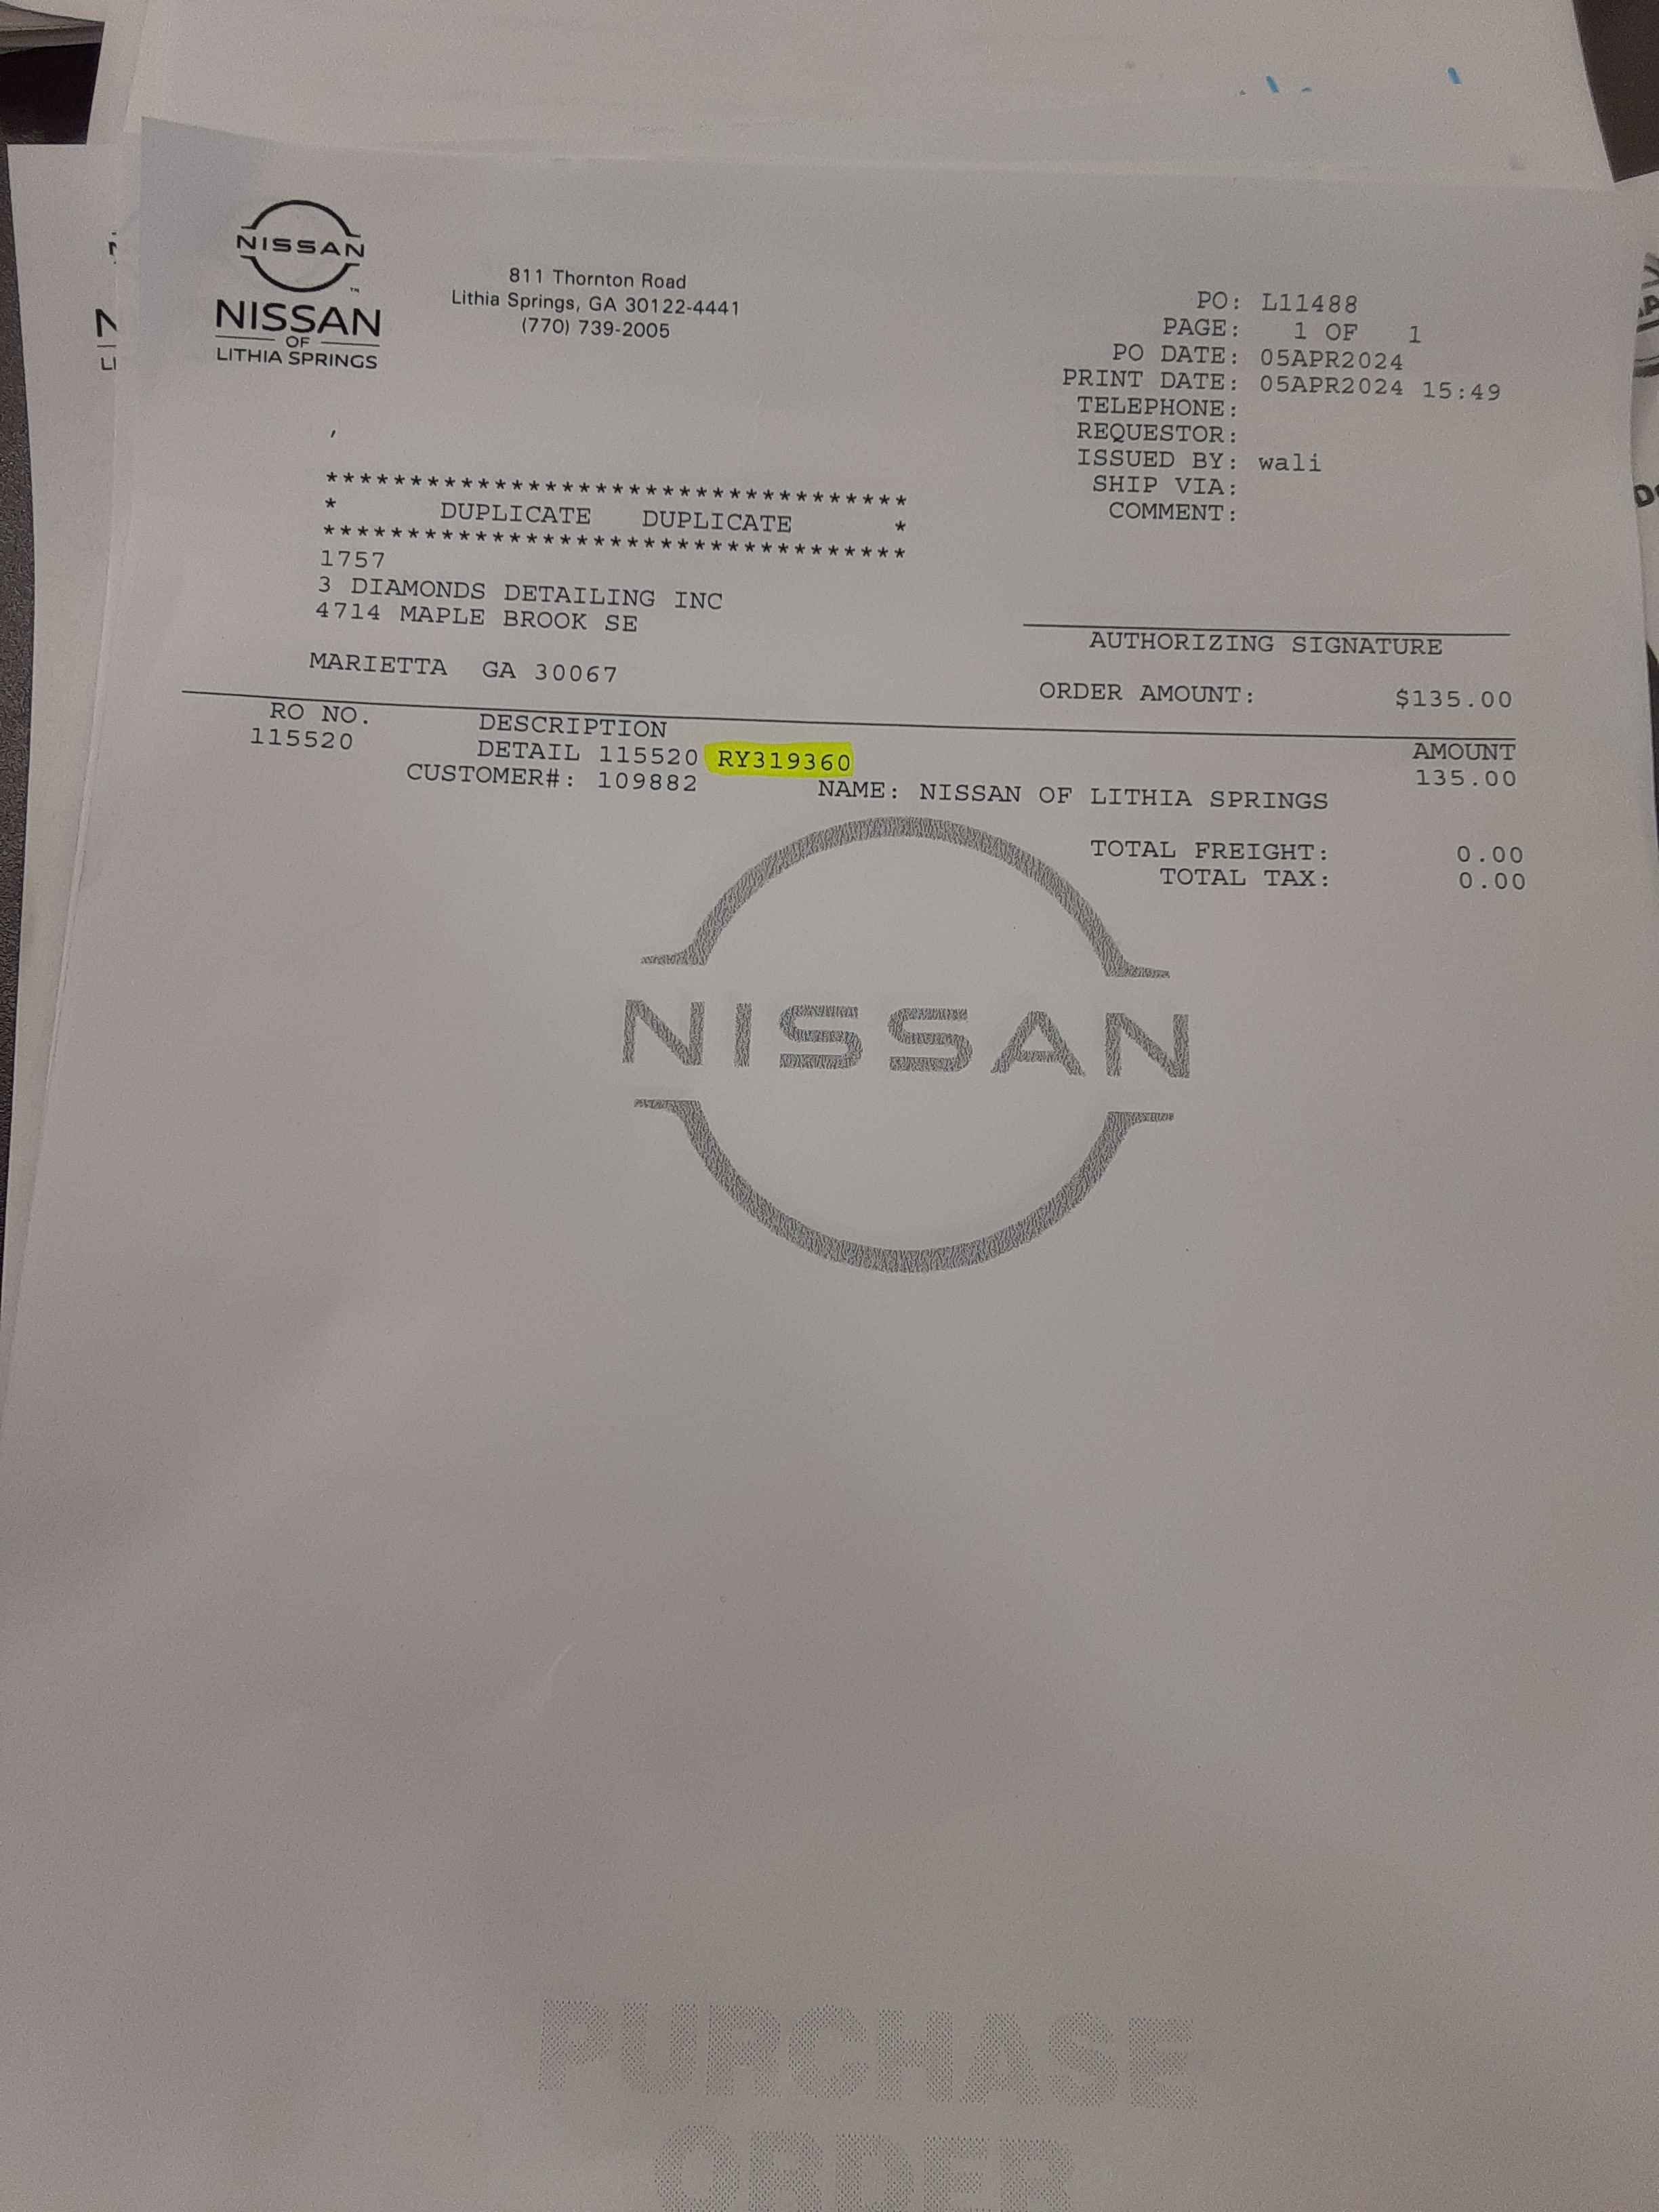 NISSAN
NISSAN
OF
LITHIA SPRINGS
811 Thornton Road
Lithia Springs, GA 30122-4441
(770) 739-2005
PO: L11488
PAGE: 1 OF 1
PO DATE: 05APR2024
PRINT DATE: 05APR2024 15:49
TELEPHONE:
REQUESTOR:
ISSUED BY: wali
SHIP VIA:
COMMENT:
,
***********************************
* DUPLICATE DUPLICATE *
***********************************
1757
3 DIAMONDS DETAILING INC
4714 MAPLE BROOK SE
MARIETTA GA 30067
AUTHORIZING SIGNATURE
ORDER AMOUNT: $135.00
RO NO. DESCRIPTION AMOUNT
115520 DETAIL 115520 RY319360 135.00
CUSTOMER#: 109882 NAME: NISSAN OF LITHIA SPRINGS
TOTAL FREIGHT: 0.00
TOTAL TAX: 0.00
NISSAN
PURCHASE
ORDER